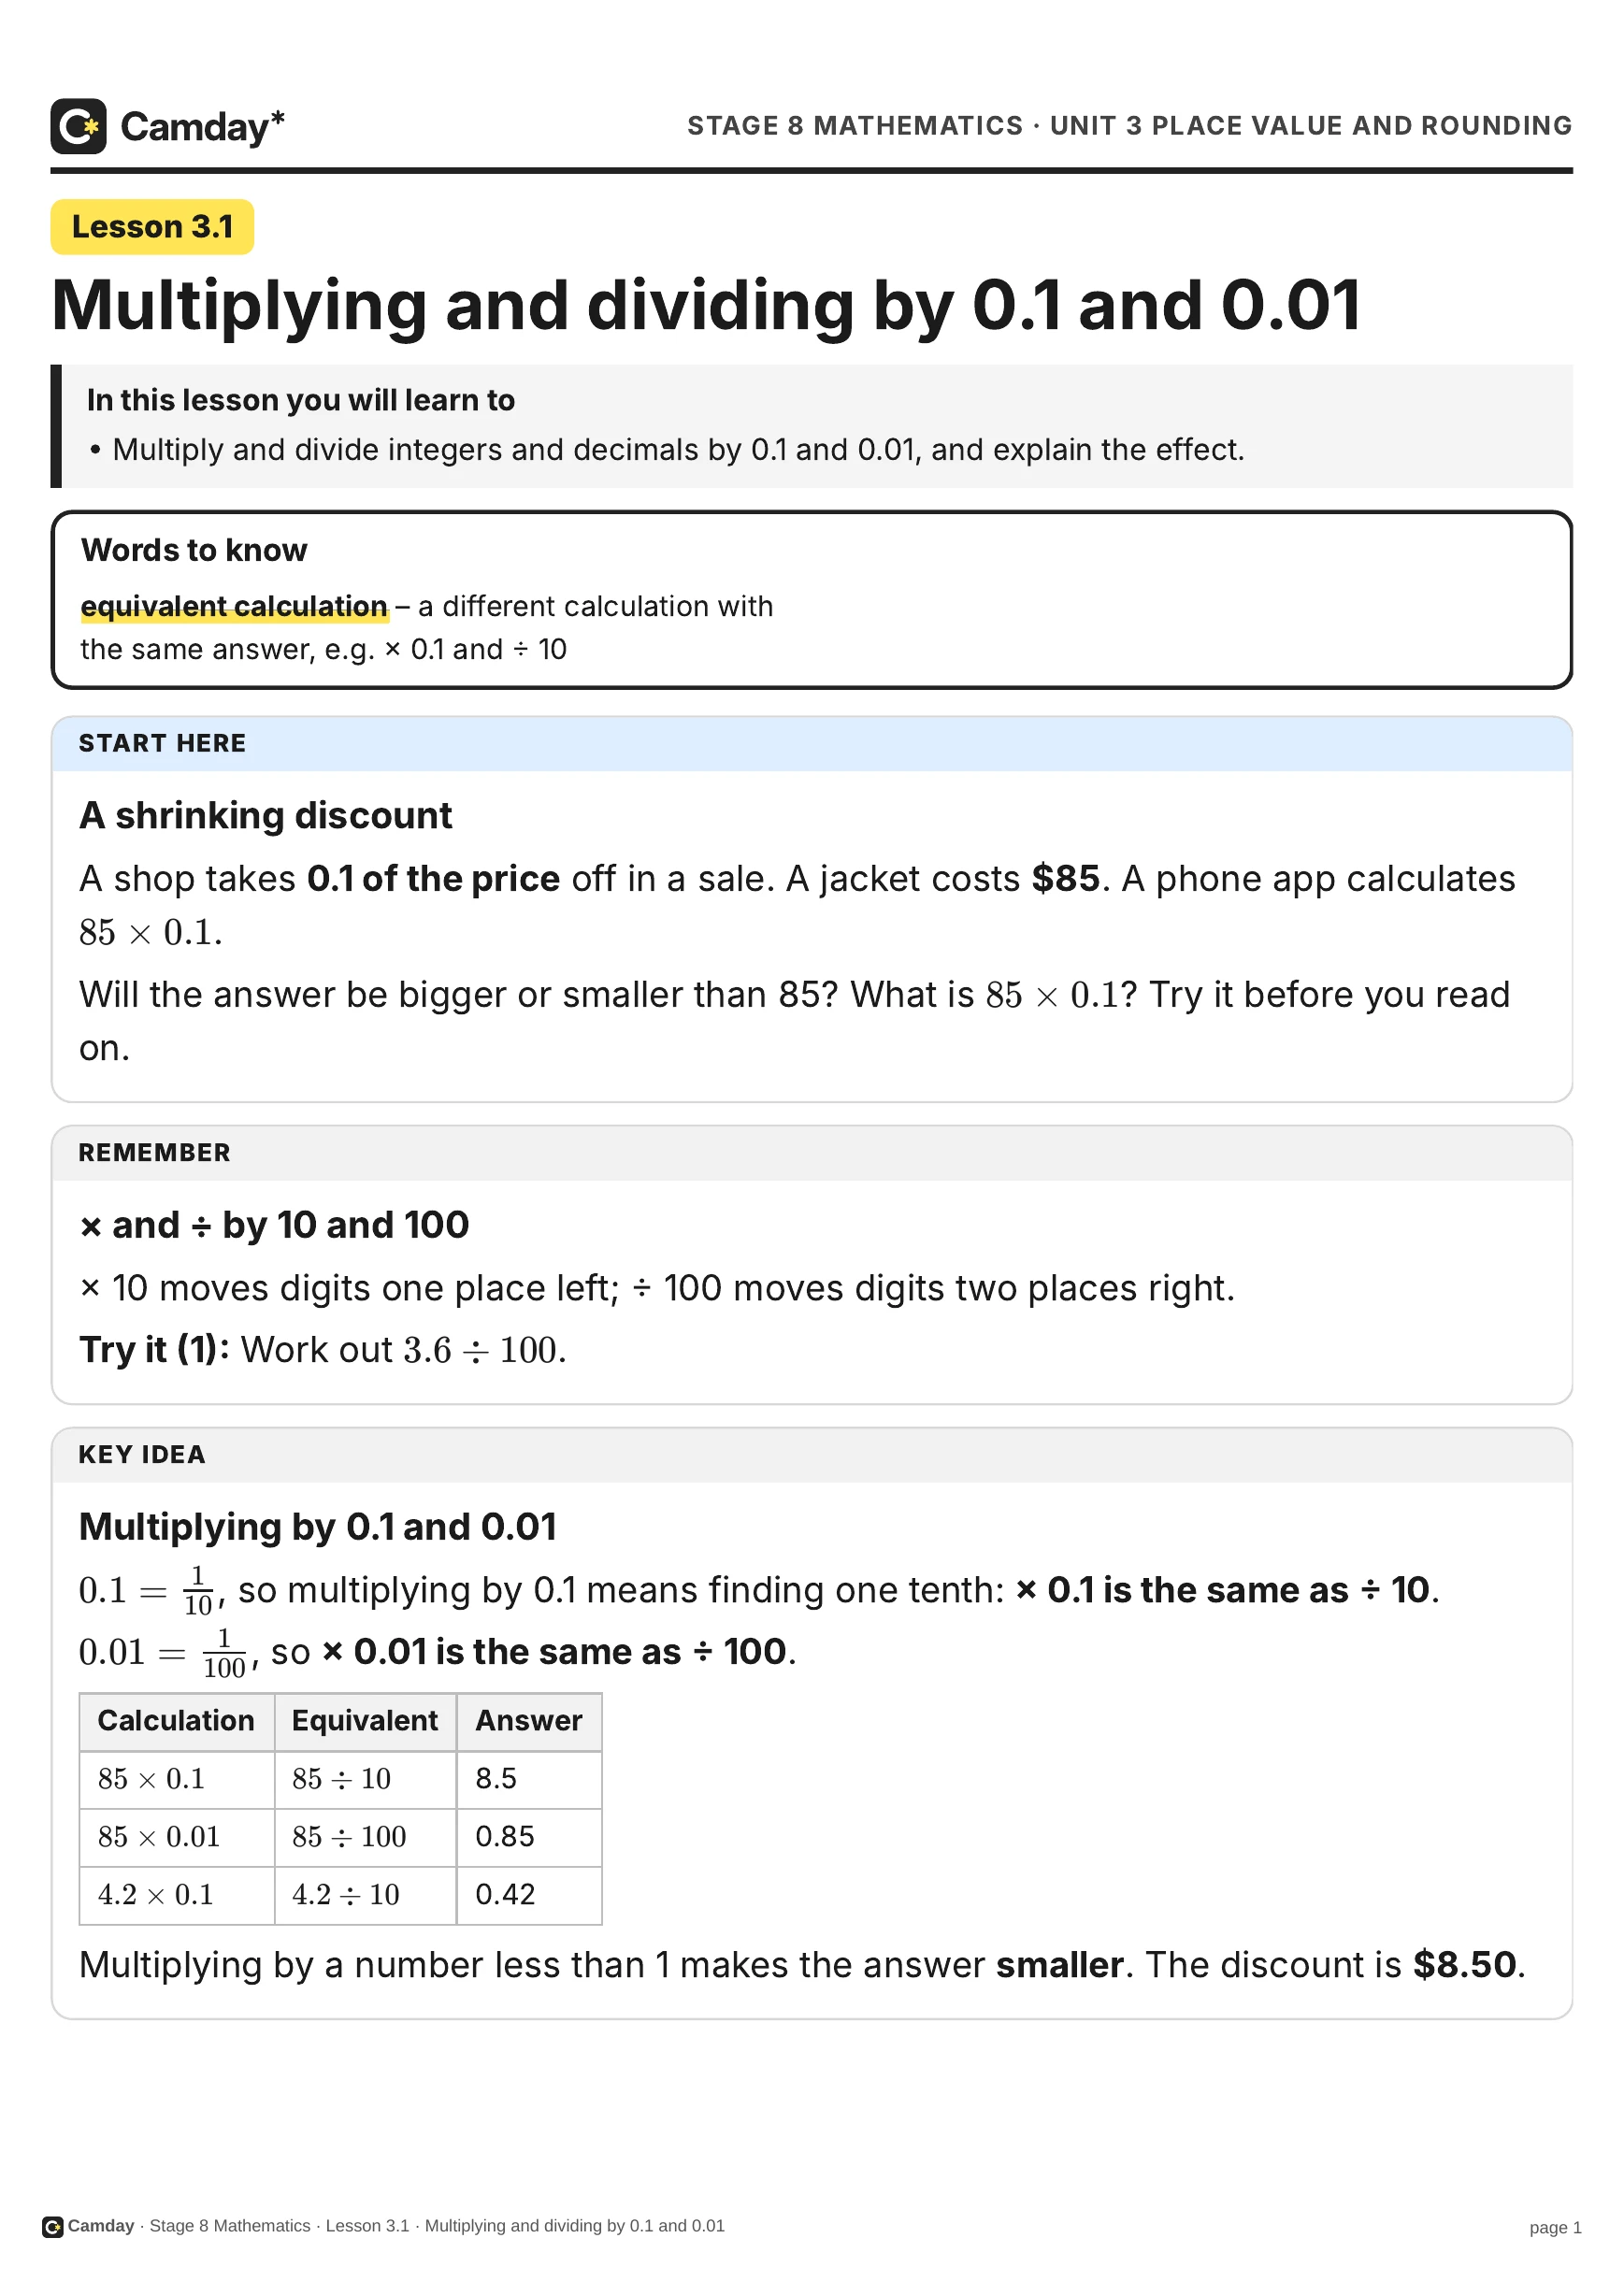 Camday*
STAGE 8 MATHEMATICS · UNIT 3 PLACE VALUE AND ROUNDING
Lesson 3.1
Multiplying and dividing by 0.1 and 0.01
In this lesson you will learn to
• Multiply and divide integers and decimals by 0.1 and 0.01, and explain the effect.
Words to know
equivalent calculation – a different calculation with
the same answer, e.g. × 0.1 and ÷ 10
START HERE
A shrinking discount
A shop takes 0.1 of the price off in a sale. A jacket costs $85. A phone app calculates
85 × 0.1.
Will the answer be bigger or smaller than 85? What is 85 × 0.1? Try it before you read
on.
REMEMBER
× and ÷ by 10 and 100
× 10 moves digits one place left; ÷ 100 moves digits two places right.
Try it (1): Work out 3.6 ÷ 100.
KEY IDEA
Multiplying by 0.1 and 0.01
0.1 = 1/10, so multiplying by 0.1 means finding one tenth: × 0.1 is the same as ÷ 10.
0.01 = 1/100, so × 0.01 is the same as ÷ 100.
Calculation Equivalent Answer
85 × 0.1 85 ÷ 10 8.5
85 × 0.01 85 ÷ 100 0.85
4.2 × 0.1 4.2 ÷ 10 0.42
Multiplying by a number less than 1 makes the answer smaller. The discount is $8.50.
Camday · Stage 8 Mathematics · Lesson 3.1 · Multiplying and dividing by 0.1 and 0.01
page 1